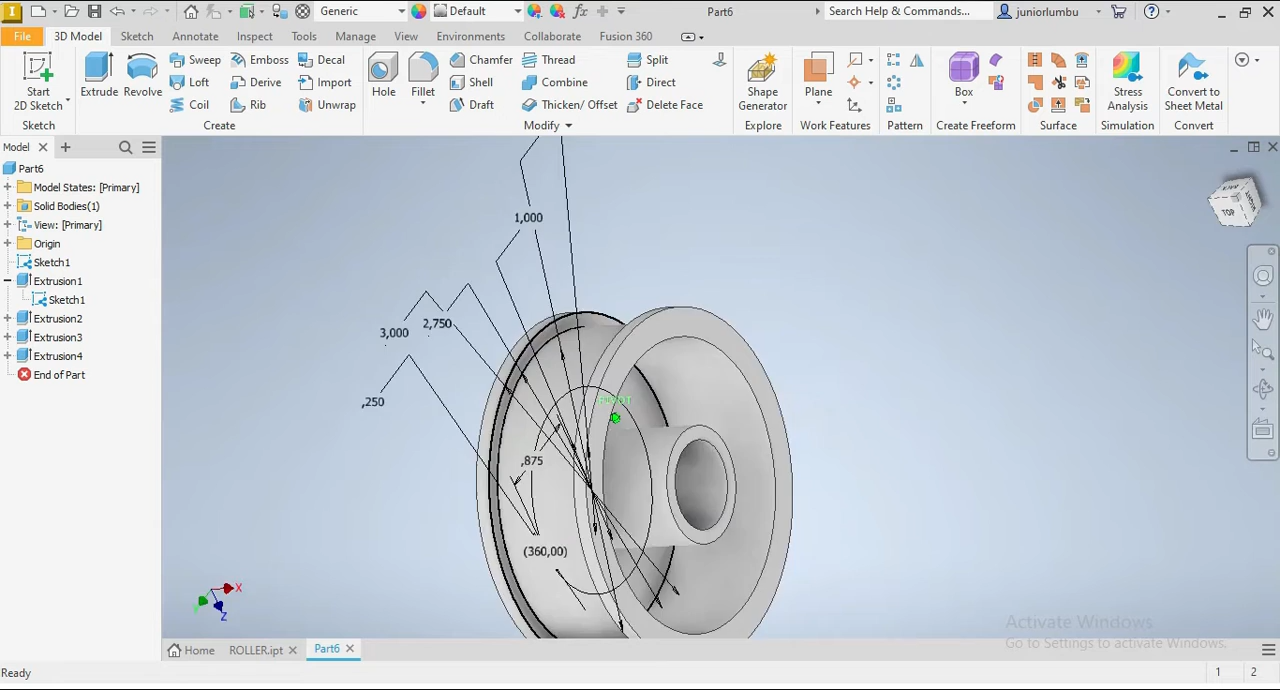 Generic
Default
Part6
Search Help & Commands...
juniorlumbu
File
3D Model
Sketch
Annotate
Inspect
Tools
Manage
View
Environments
Collaborate
Fusion 360
Start
2D Sketch
Sketch
Extrude
Revolve
Sweep
Emboss
Decal
Loft
Derive
Import
Coil
Rib
Unwrap
Create
Hole
Fillet
Chamfer
Thread
Split
Shell
Combine
Direct
Draft
Thicken/ Offset
Delete Face
Modify
Shape
Generator
Explore
Plane
Work Features
Pattern
Box
Create Freeform
Surface
Stress
Analysis
Simulation
Convert to
Sheet Metal
Convert
Model
Part6
Model States: [Primary]
Solid Bodies(1)
View: [Primary]
Origin
Sketch1
Extrusion1
Sketch1
Extrusion2
Extrusion3
Extrusion4
End of Part
1,000
3,000
2,750
,250
,875
(360,00)
TOP
X
Z
Activate Windows
Go to Settings to activate Windows.
Home
ROLLER.ipt
Part6
Ready
1
2